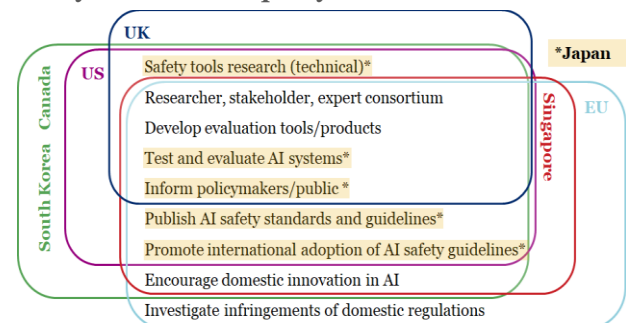 UK
*Japan
US
Safety tools research (technical)*
EU
Researcher, stakeholder, expert consortium
Singapore
South Korea Canada
Develop evaluation tools/products
Test and evaluate AI systems*
Inform policymakers/public *
Publish AI safety standards and guidelines*
Promote international adoption of AI safety guidelines*
Encourage domestic innovation in AI
Investigate infringements of domestic regulations